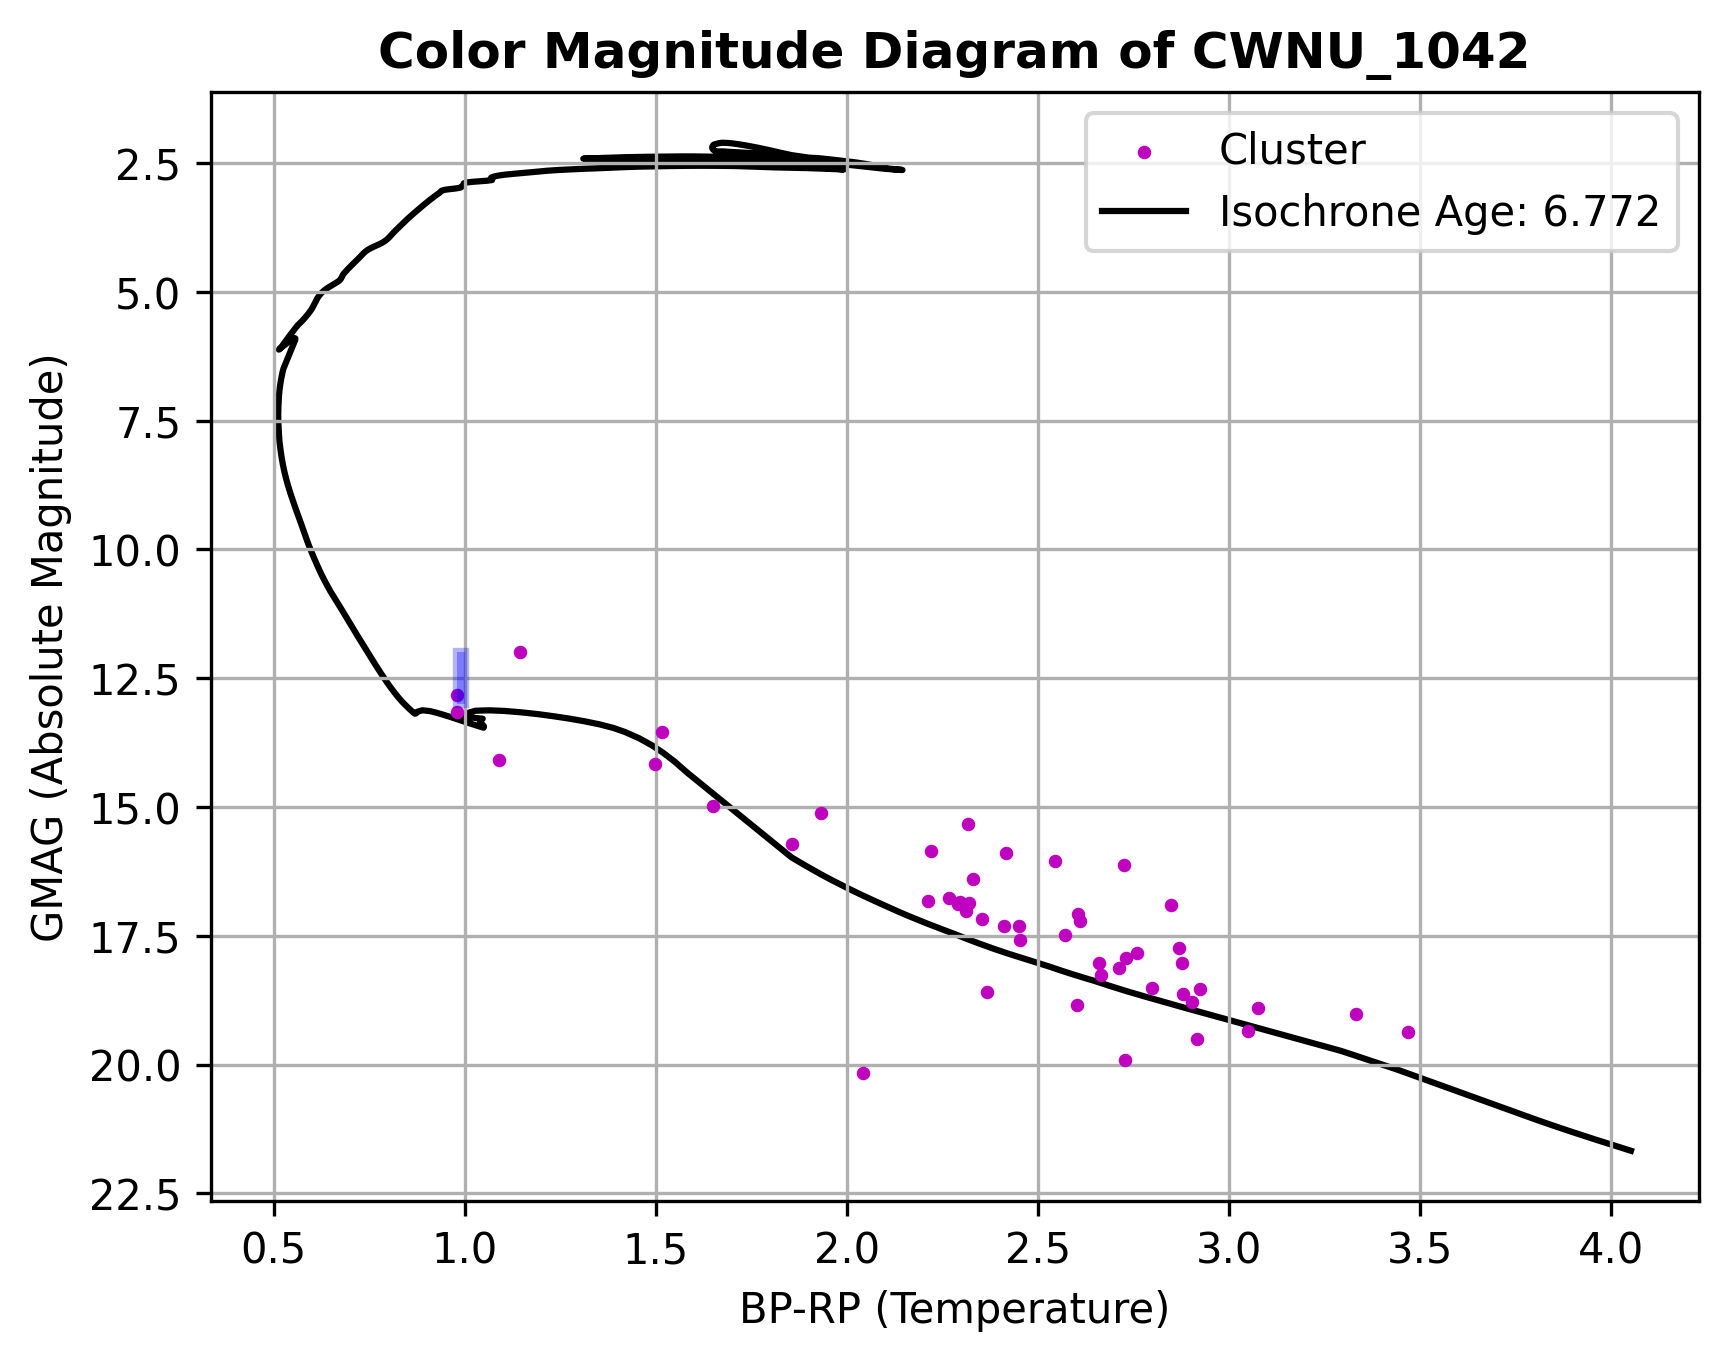 Color Magnitude Diagram of CWNU_1042
Cluster
Isochrone Age: 6.772
GMAG (Absolute Magnitude)
2.5
5.0
7.5
10.0
12.5
15.0
17.5
20.0
22.5
0.5 1.0 1.5 2.0 2.5 3.0 3.5 4.0
BP-RP (Temperature)